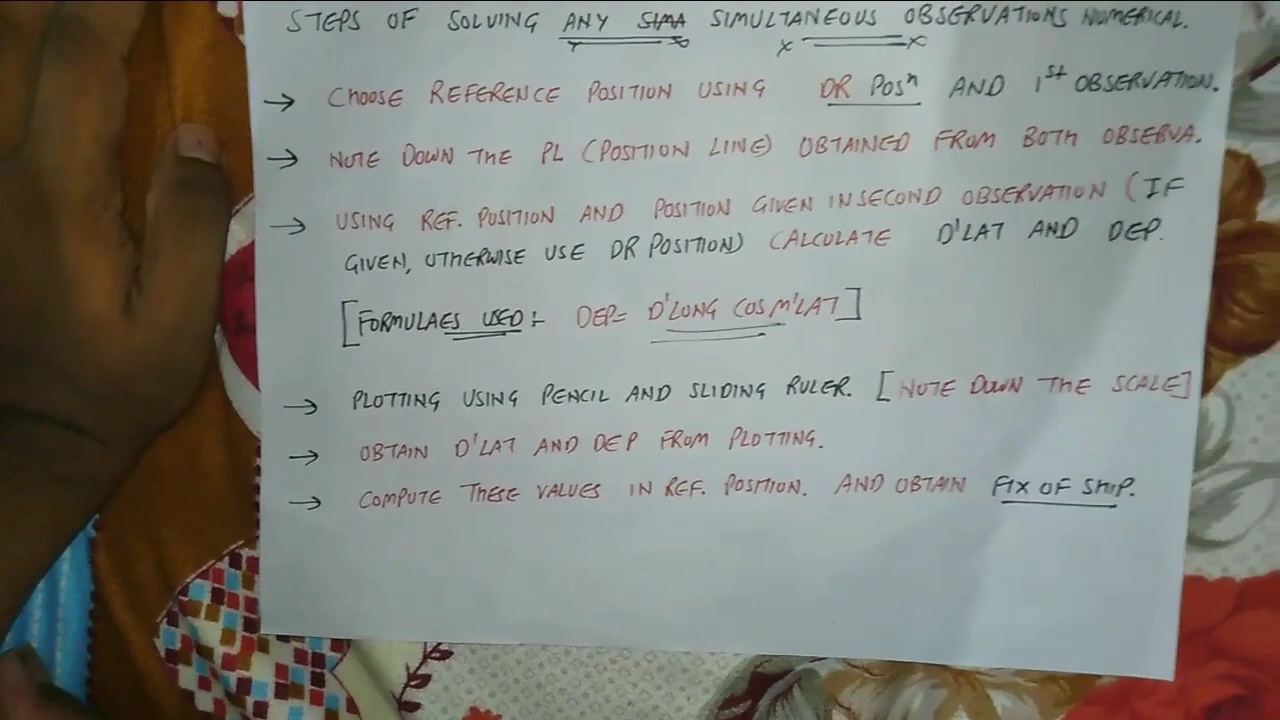 STEPS OF SOLVING ANY SIMULTANEOUS OBSERVATIONS NUMERICAL.
→ CHOOSE REFERENCE POSITION USING DR POSⁿ AND 1ST OBSERVATION.
→ NOTE DOWN THE PL (POSITION LINE) OBTAINED FROM BOTH OBSERVA.
→ USING REF. POSITION AND POSITION GIVEN IN SECOND OBSERVATION (IF
GIVEN, OTHERWISE USE DR POSITION) CALCULATE D'LAT AND DEP.
[FORMULAES USED :- DEP= D'LONG COS M'LAT]
→ PLOTTING USING PENCIL AND SLIDING RULER. [NOTE DOWN THE SCALE]
→ OBTAIN D'LAT AND DEP FROM PLOTTING.
→ COMPUTE THESE VALUES IN REF. POSITION. AND OBTAIN FIX OF SHIP.